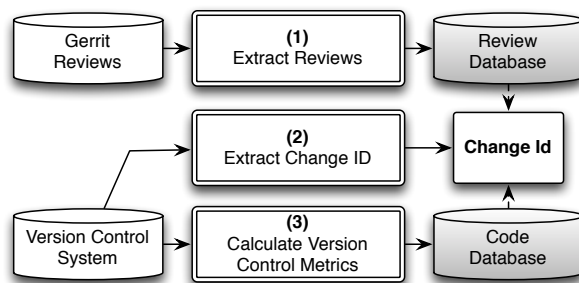 Gerrit
Reviews
(1)
Extract Reviews
Review
Database
(2)
Extract Change ID
Change Id
Version Control
System
(3)
Calculate Version
Control Metrics
Code
Database